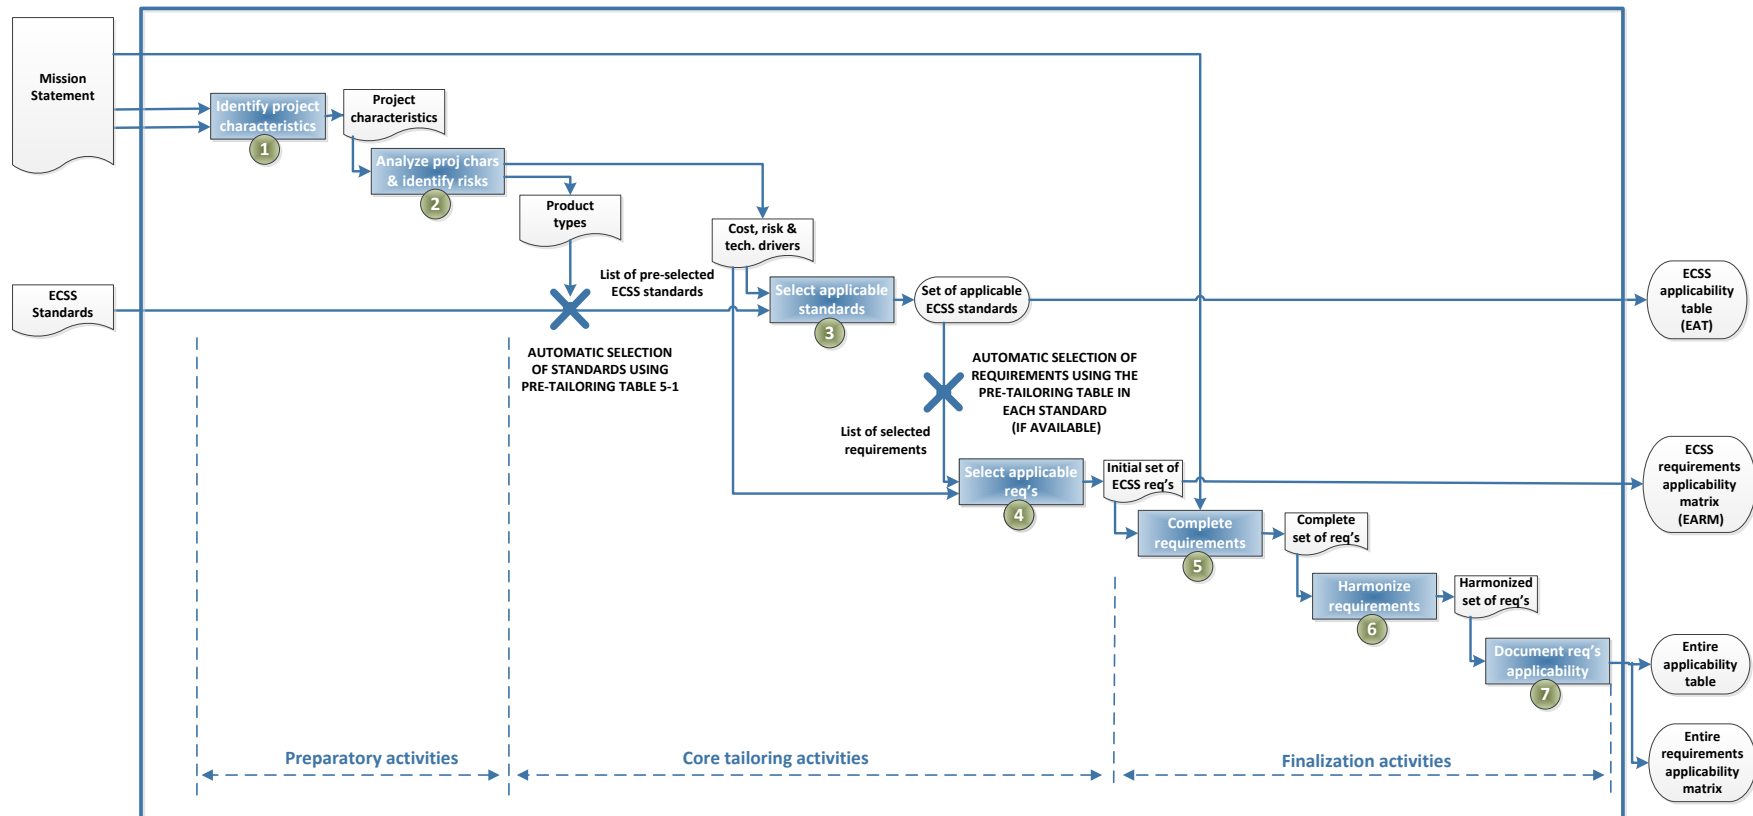 Mission
Statement
Identify project
characteristics
1
Project
characteristics
Analyze proj chars
& identify risks
2
Product
types
Cost, risk &
tech. drivers
ECSS
Standards
List of pre-selected
ECSS standards
Select applicable
standards
3
Set of applicable
ECSS standards
ECSS
applicability
table
(EAT)
AUTOMATIC SELECTION
OF STANDARDS USING
PRE-TAILORING TABLE 5-1
AUTOMATIC SELECTION OF
REQUIREMENTS USING THE
PRE-TAILORING TABLE IN
EACH STANDARD
(IF AVAILABLE)
List of selected
requirements
Select applicable
req's
4
Initial set of
ECSS req's
ECSS
requirements
applicability
matrix
(EARM)
Complete
requirements
5
Complete
set of req's
Harmonize
requirements
6
Harmonized
set of req's
Document req's
applicability
7
Entire
applicability
table
Entire
requirements
applicability
matrix
Preparatory activities
Core tailoring activities
Finalization activities